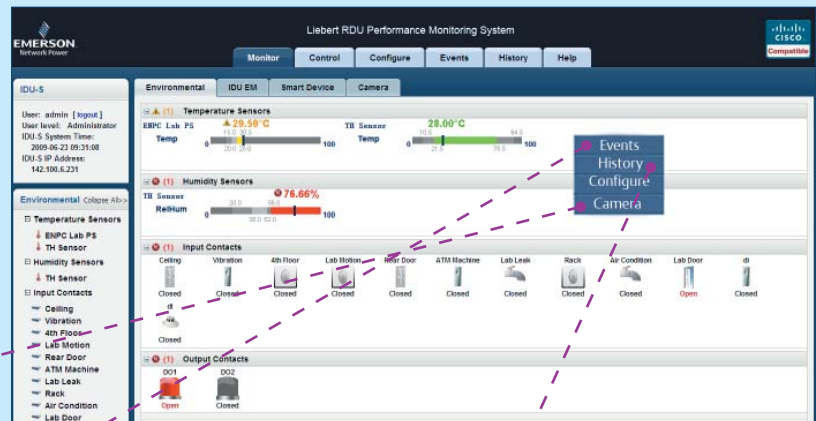 Liebert RDU Performance Monitoring System
EMERSON
Network Power
CISCO
Compatible
Monitor Control Configure Events History Help
IDU-S
User: admin [logout]
User level: Administrator
IDU-S System Time:
2009-06-23 09:31:08
IDU-S IP Address:
142.100.6.231
Environmental Collapse All>>
Temperature Sensors
ENPC Lab PS
TH Sensor
Humidity Sensors
TH Sensor
Input Contacts
Ceiling
Vibration
4th Floor
Lab Motion
Rear Door
ATM Machine
Lab Leak
Rack
Air Condition
Lab Door
Environmental IDU EM Smart Device Camera
(1) Temperature Sensors
ENPC Lab PS 29.50°C TH Sensor 28.00°C
Temp 0 100 Temp 0 100
Events
History
Configure
Camera
(1) Humidity Sensors
TH Sensor 76.66%
RelHum 0 100
(1) Input Contacts
Ceiling Vibration 4th Floor Lab Motion Rear Door ATM Machine Lab Leak Rack Air Condition Lab Door di
Closed Closed Closed Closed Closed Closed Closed Closed Closed Open Closed
di
Closed
(1) Output Contacts
DO1 DO2
Open Closed